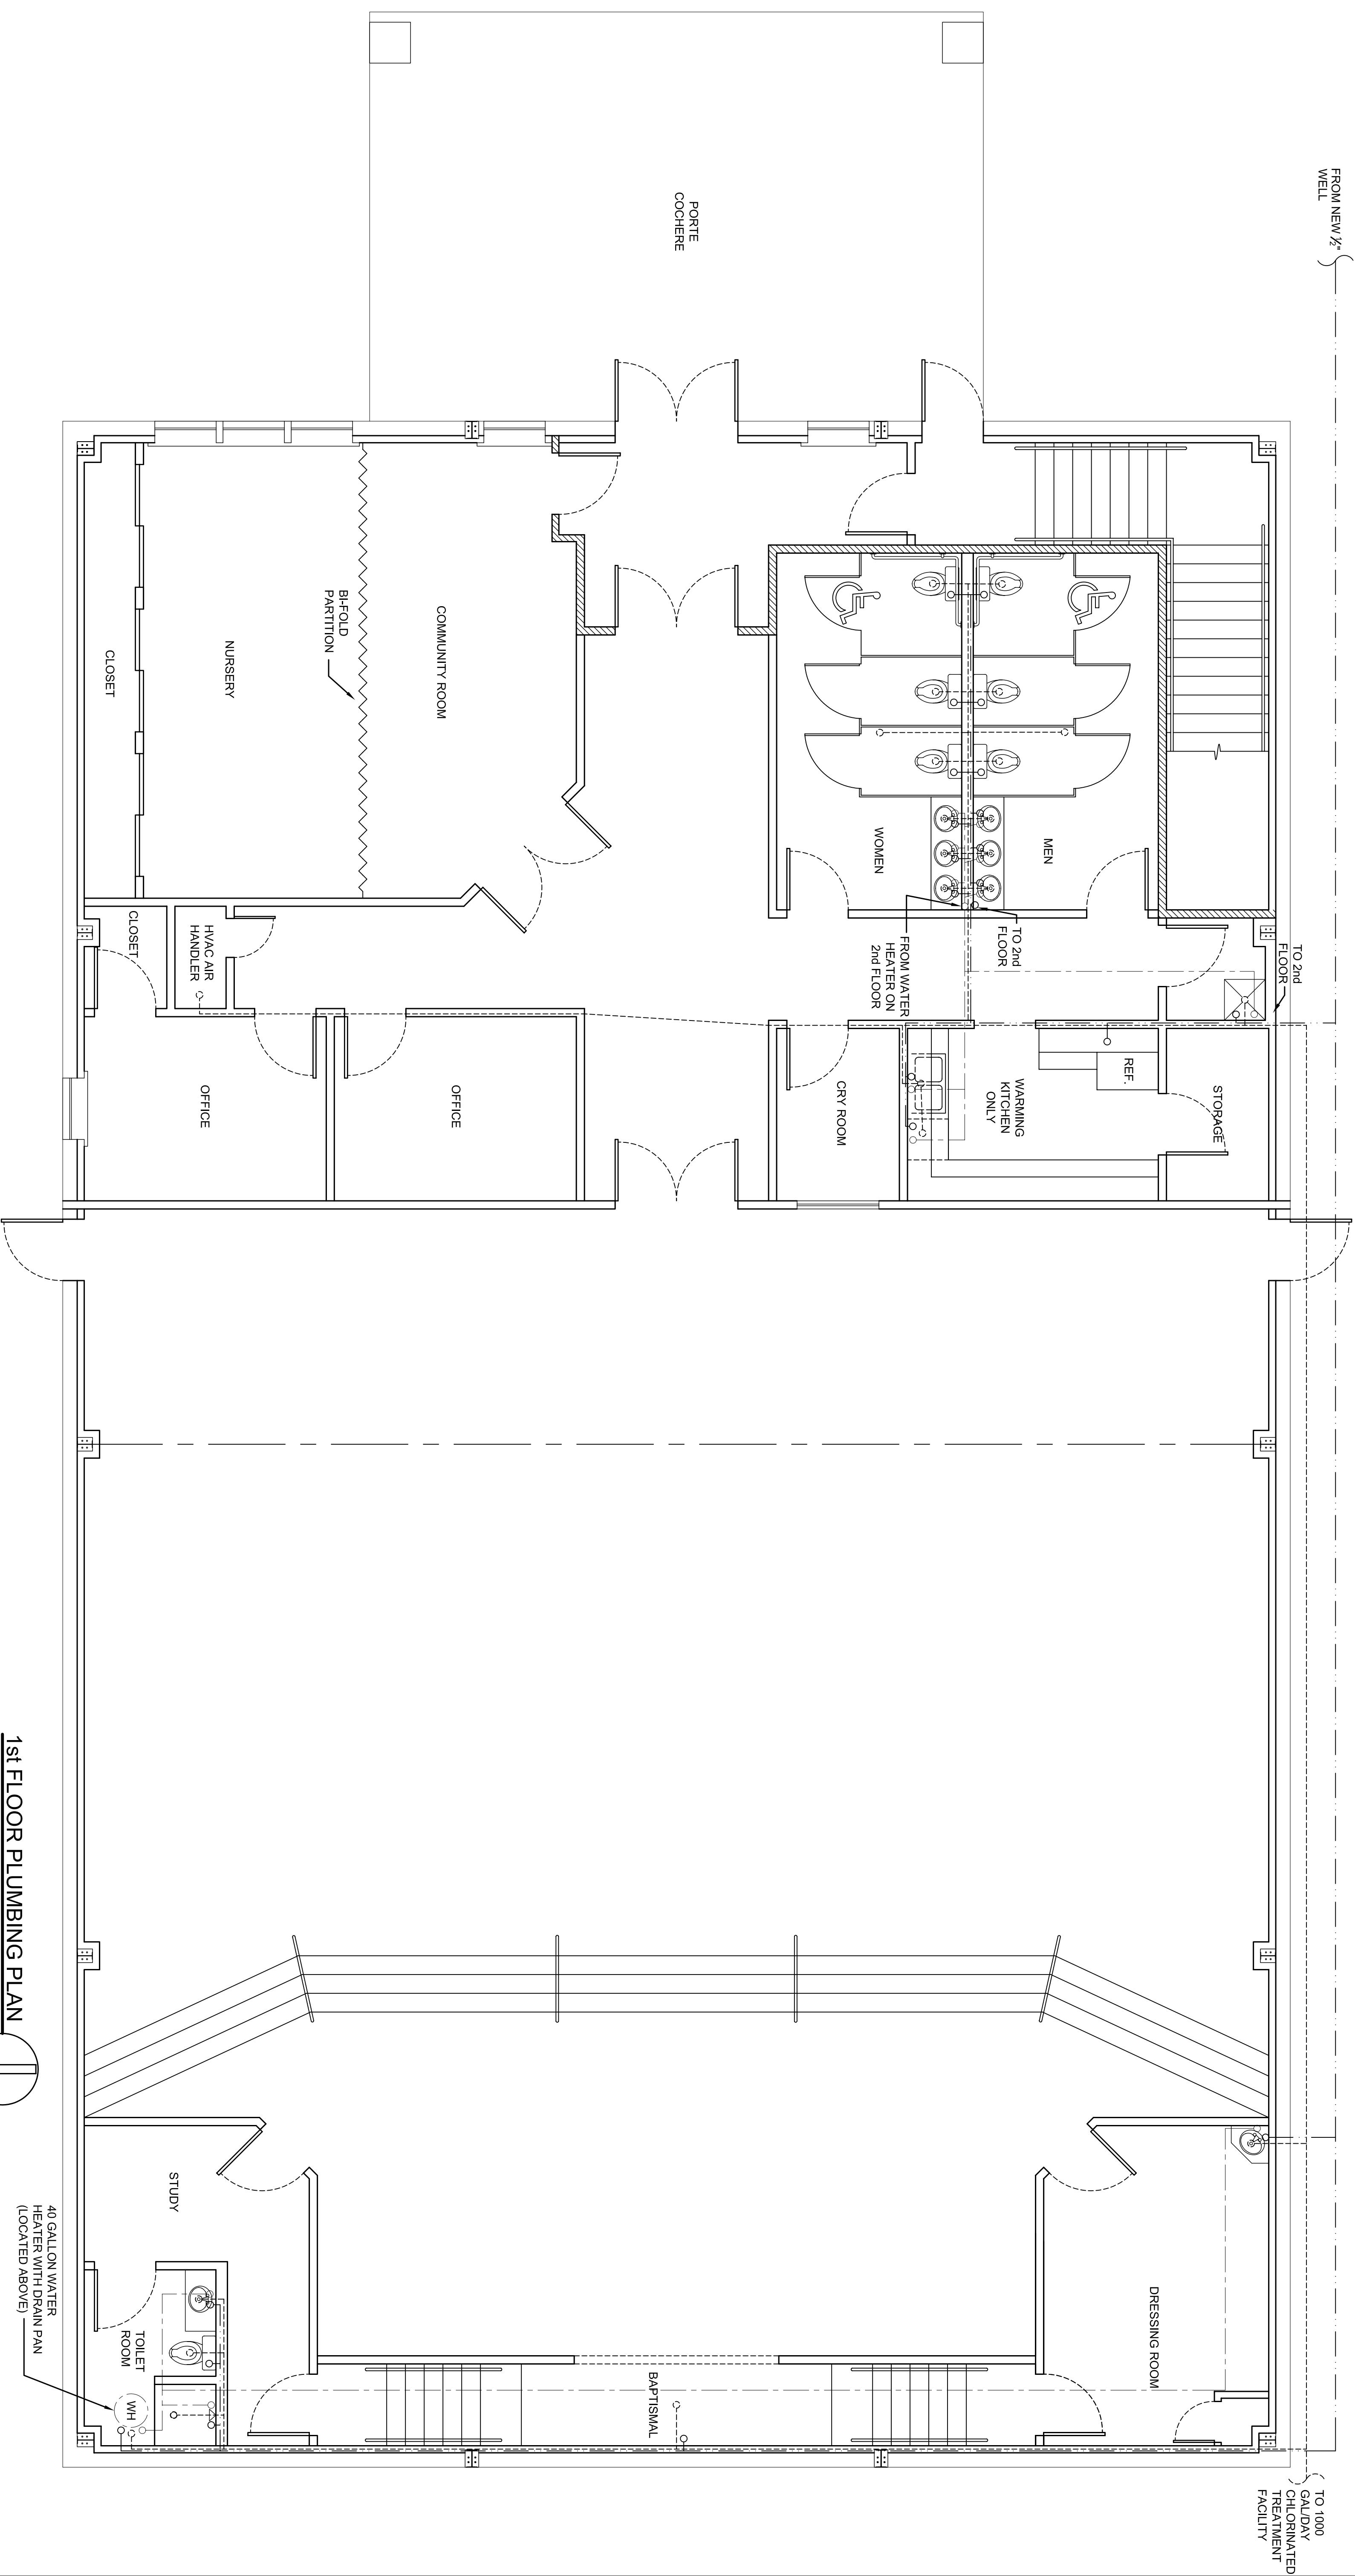 FROM NEW ½"
WELL
PORTE
COCHERE
TO 2nd
FLOOR
MEN
WOMEN
TO 2nd
FLOOR
FROM WATER
HEATER ON
2nd FLOOR
COMMUNITY ROOM
BI-FOLD
PARTITION
NURSERY
CLOSET
CLOSET
HVAC AIR
HANDLER
STORAGE
REF.
WARMING
KITCHEN
ONLY
CRY ROOM
OFFICE
OFFICE
DRESSING ROOM
BAPTISMAL
STUDY
TOILET
ROOM
WH
40 GALLON WATER
HEATER WITH DRAIN PAN
(LOCATED ABOVE)
TO 1000
GAL/DAY
CHLORINATED
TREATMENT
FACILITY
1st FLOOR PLUMBING PLAN